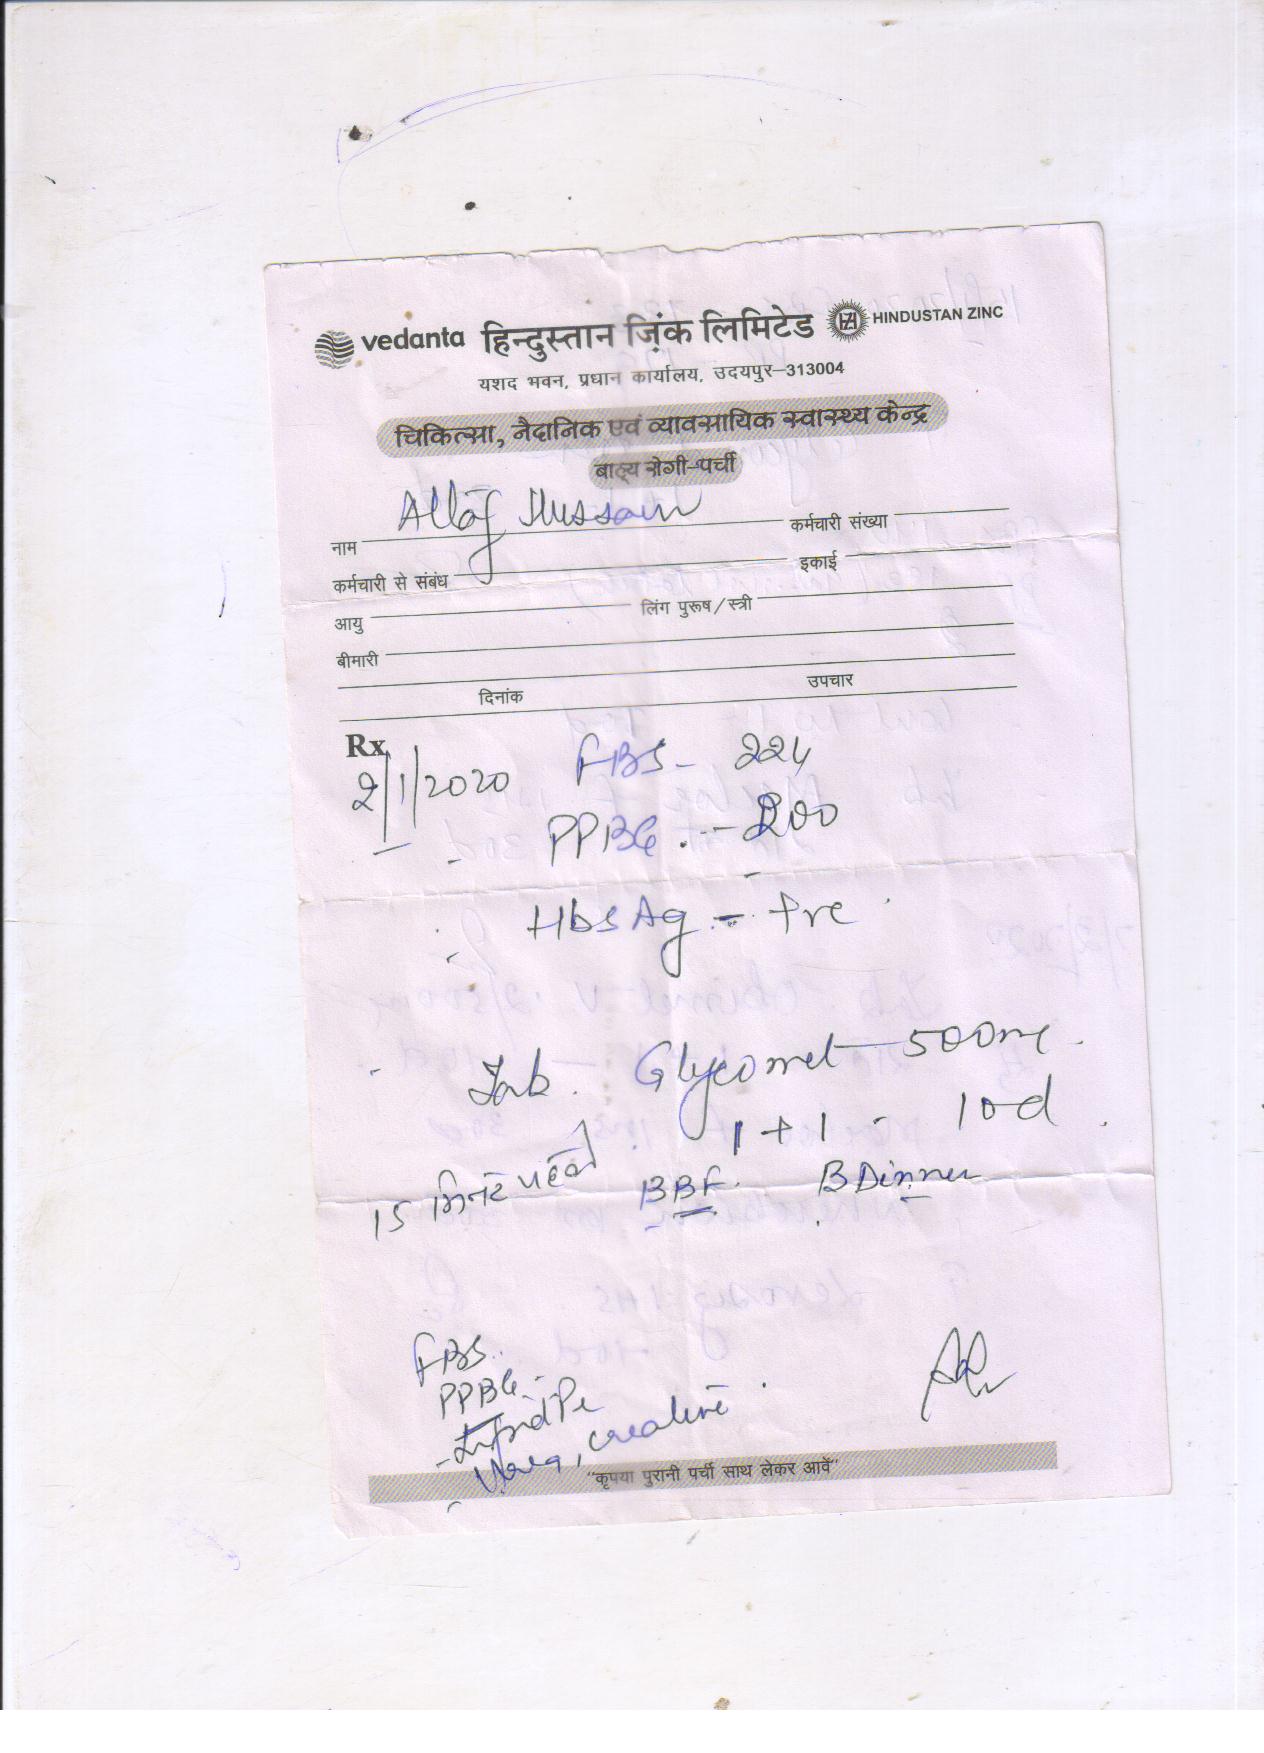 vedanta हिन्दुस्तान ज़िंक लिमिटेड HINDUSTAN ZINC
यशद भवन, प्रधान कार्यालय, उदयपुर–313004
चिकित्सा, नैदानिक एवं व्यावसायिक स्वास्थ्य केन्द्र
बाह्य रोगी-पर्ची
नाम Altaf Hussain कर्मचारी संख्या
कर्मचारी से संबंध इकाई
आयु लिंग पुरूष/स्त्री
बीमारी
दिनांक उपचार
Rx
2/1/2020 FBS - 224
PPBG - 200
HbsAg - +ve
Tab. Glycomet 500mg
1 + 1 - 10d
15 मिनट पहले BBF. B Dinner
FBS
PPBG
Lipid
Urea, creatine
"कृपया पुरानी पर्ची साथ लेकर आवें"